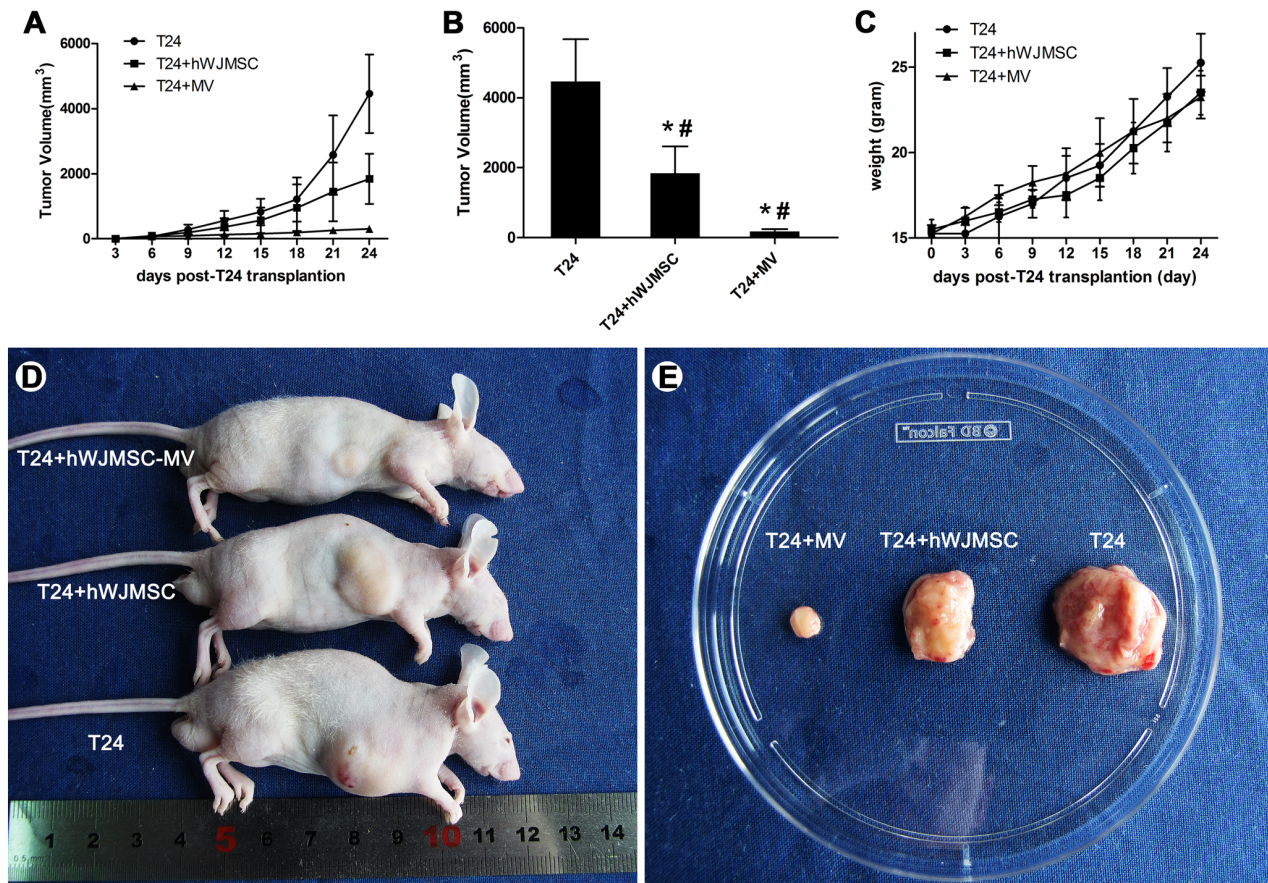 A
T24
T24+hWJMSC
T24+MV
Tumor Volume(mm3)
6000
4000
2000
0
3 6 9 12 15 18 21 24
days post-T24 transplantion
B
Tumor Volume(mm3)
6000
4000
2000
0
*#
*#
T24
T24+hWJMSC
T24+MV
C
T24
T24+hWJMSC
T24+MV
weight (gram)
25
20
15
0 3 6 9 12 15 18 21 24
days post-T24 transplantion (day)
D
T24+hWJMSC-MV
T24+hWJMSC
T24
1 2 3 4 5 6 7 8 9 10 11 12 13 14
0.5 mm
E
BD Falcon™
T24+MV T24+hWJMSC T24